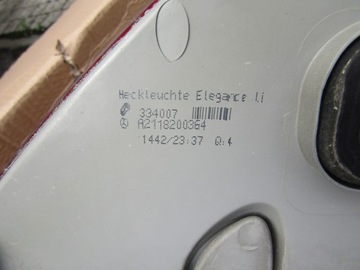 Heckleuchte Elegance li
334007
A2118200364
1442/23:37 Q:4